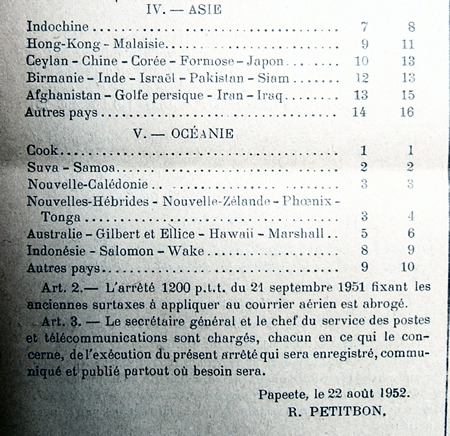 IV. — ASIE
Indochine ........ 7 8
Hong-Kong - Malaisie........ 9 11
Ceylan - Chine - Corée - Formose - Japon.... 10 13
Birmanie - Inde - Israël - Pakistan - Siam....... 12 13
Afghanistan - Golfe persique - Iran - Iraq....... 13 15
Autres pays........ 14 16
V. — OCÉANIE
Cook........ 1 1
Suva - Samoa........ 2 2
Nouvelle-Calédonie........ 3 3
Nouvelles-Hébrides - Nouvelle-Zélande - Phœnix -
Tonga ........ 3 4
Australie - Gilbert et Ellice - Hawaii - Marshall.. 5 6
Indonésie - Salomon - Wake........ 8 9
Autres pays........ 9 10
Art. 2.— L'arrêté 1200 p.t.t. du 21 septembre 1951 fixant les
anciennes surtaxes à appliquer au courrier aérien est abrogé.
Art. 3. — Le secrétaire général et le chef du service des postes
et télécommunications sont chargés, chacun en ce qui le con-
cerne, de l'exécution du présent arrêté qui sera enregistré, commu-
niqué et publié partout où besoin sera.
Papeete, le 22 août 1952.
R. PETITBON.